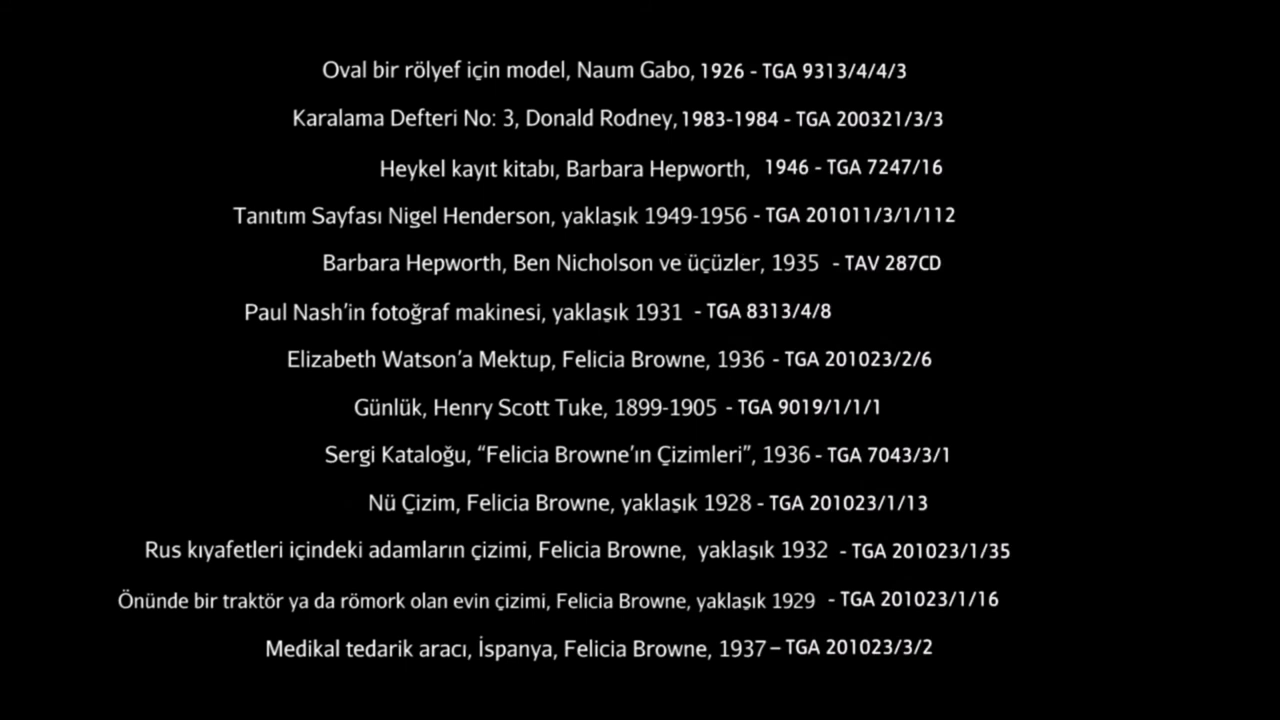 Oval bir rölyef için model, Naum Gabo, 1926 - TGA 9313/4/4/3
Karalama Defteri No: 3, Donald Rodney, 1983-1984 - TGA 200321/3/3
Heykel kayıt kitabı, Barbara Hepworth, 1946 - TGA 7247/16
Tanıtım Sayfası Nigel Henderson, yaklaşık 1949-1956 - TGA 201011/3/1/112
Barbara Hepworth, Ben Nicholson ve üçüzler, 1935 - TAV 287CD
Paul Nash’in fotoğraf makinesi, yaklaşık 1931 - TGA 8313/4/8
Elizabeth Watson’a Mektup, Felicia Browne, 1936 - TGA 201023/2/6
Günlük, Henry Scott Tuke, 1899-1905 - TGA 9019/1/1/1
Sergi Kataloğu, “Felicia Browne’ın Çizimleri”, 1936 - TGA 7043/3/1
Nü Çizim, Felicia Browne, yaklaşık 1928 - TGA 201023/1/13
Rus kıyafetleri içindeki adamların çizimi, Felicia Browne, yaklaşık 1932 - TGA 201023/1/35
Önünde bir traktör ya da römork olan evin çizimi, Felicia Browne, yaklaşık 1929 - TGA 201023/1/16
Medikal tedarik aracı, İspanya, Felicia Browne, 1937 – TGA 201023/3/2